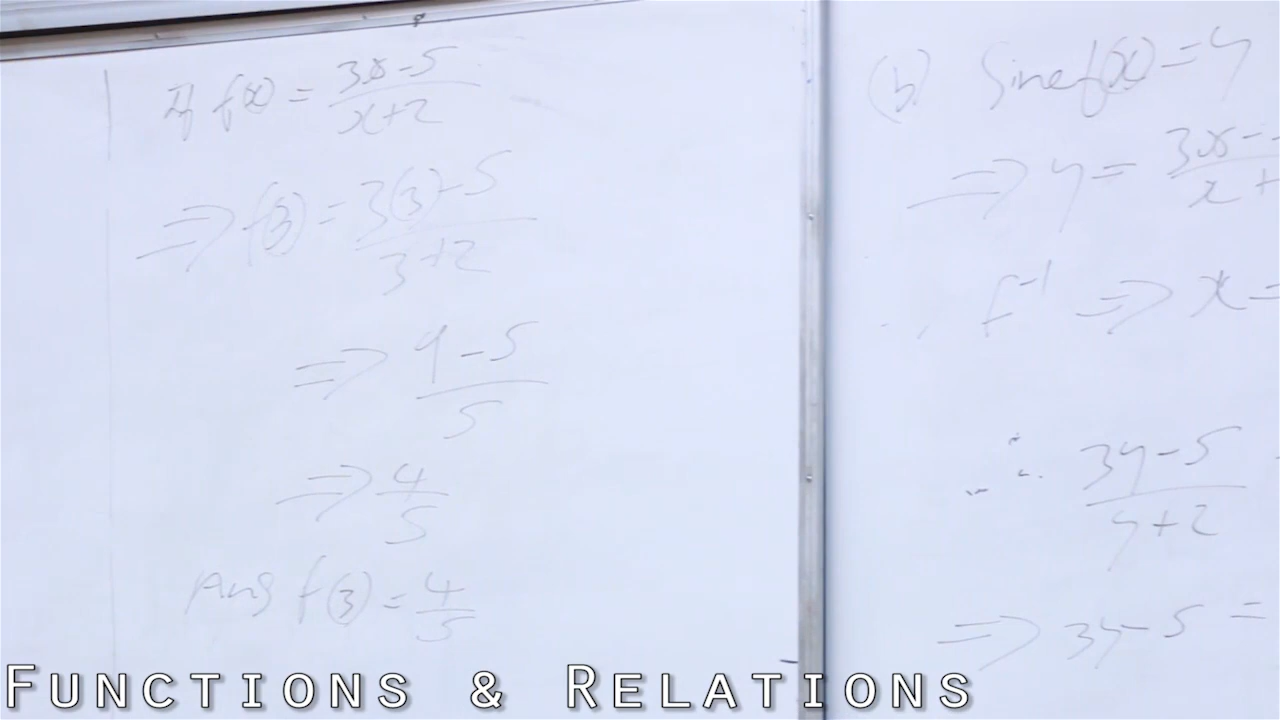 If f(x) = 3x-5 / x+2
⇒ f(3) = 3(3)-5 / 3+2
⇒ 9-5 / 5
⇒ 4/5
Ans f(3) = 4/5
(b) Sine f(x) = y
⇒ y = 3x- / x+
∴ f⁻¹ ⇒ x =
∴ 3y-5 / y+2
⇒ 3y-5 =
FUNCTIONS & RELATIONS